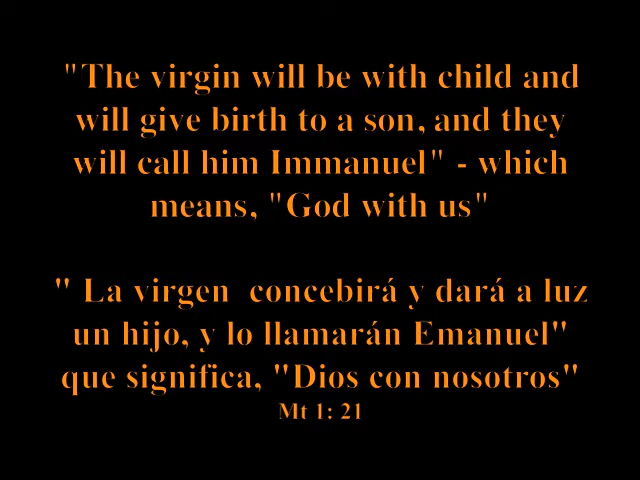 "The virgin will be with child and
will give birth to a son, and they
will call him Immanuel" - which
means, "God with us"
" La virgen  concebirá y dará a luz
un hijo, y lo llamarán Emanuel"
que significa, "Dios con nosotros"
Mt 1: 21